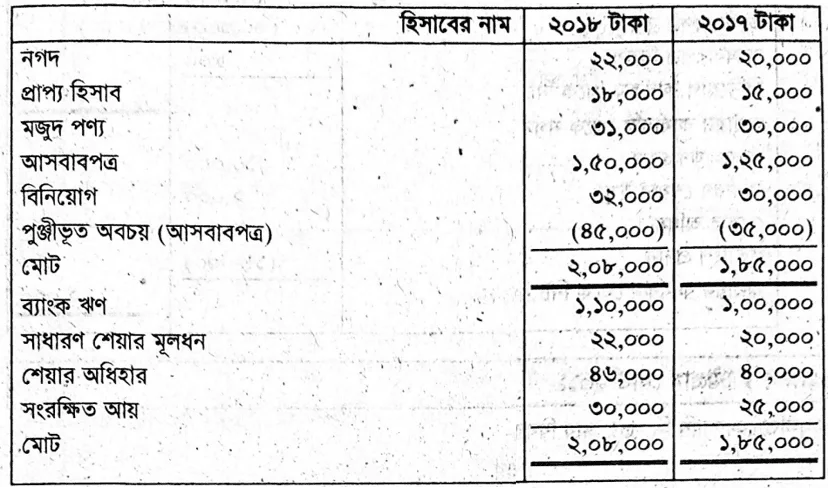 হিসাবের নাম ২০১৮ টাকা ২০১৭ টাকা
নগদ ২২,০০০ ২০,০০০
প্রাপ্য হিসাব ১৮,০০০ ১৫,০০০
মজুদ পণ্য ৩১,০০০ ৩০,০০০
আসবাবপত্র ১,৫০,০০০ ১,২৫,০০০
বিনিয়োগ ৩২,০০০ ৩০,০০০
পুঞ্জীভূত অবচয় (আসবাবপত্র) (৪৫,০০০) (৩৫,০০০)
মোট ২,০৮,০০০ ১,৮৫,০০০
ব্যাংক ঋণ ১,১০,০০০ ১,০০,০০০
সাধারণ শেয়ার মূলধন ২২,০০০ ২০,০০০
শেয়ার অধিহার ৪৬,০০০ ৪০,০০০
সংরক্ষিত আয় ৩০,০০০ ২৫,০০০
মোট ২,০৮,০০০ ১,৮৫,০০০